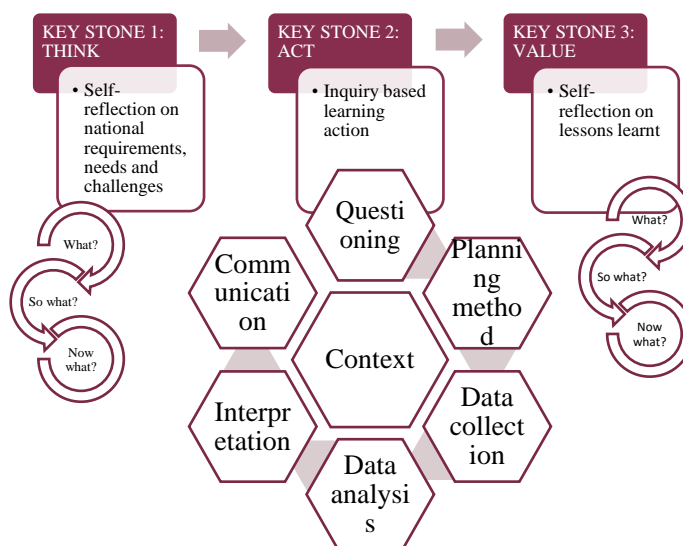 KEY STONE 1:
THINK
• Self-
reflection on
national
requirements,
needs and
challenges
What?
So what?
Now
what?
KEY STONE 2:
ACT
• Inquiry based
learning
action
Questi
oning
Planni
ng
metho
d
Data
collect
ion
Data
analysi
s
Interpr
etation
Comm
unicati
on
Context
KEY STONE 3:
VALUE
• Self-
reflection on
lessons learnt
What?
So what?
Now
what?